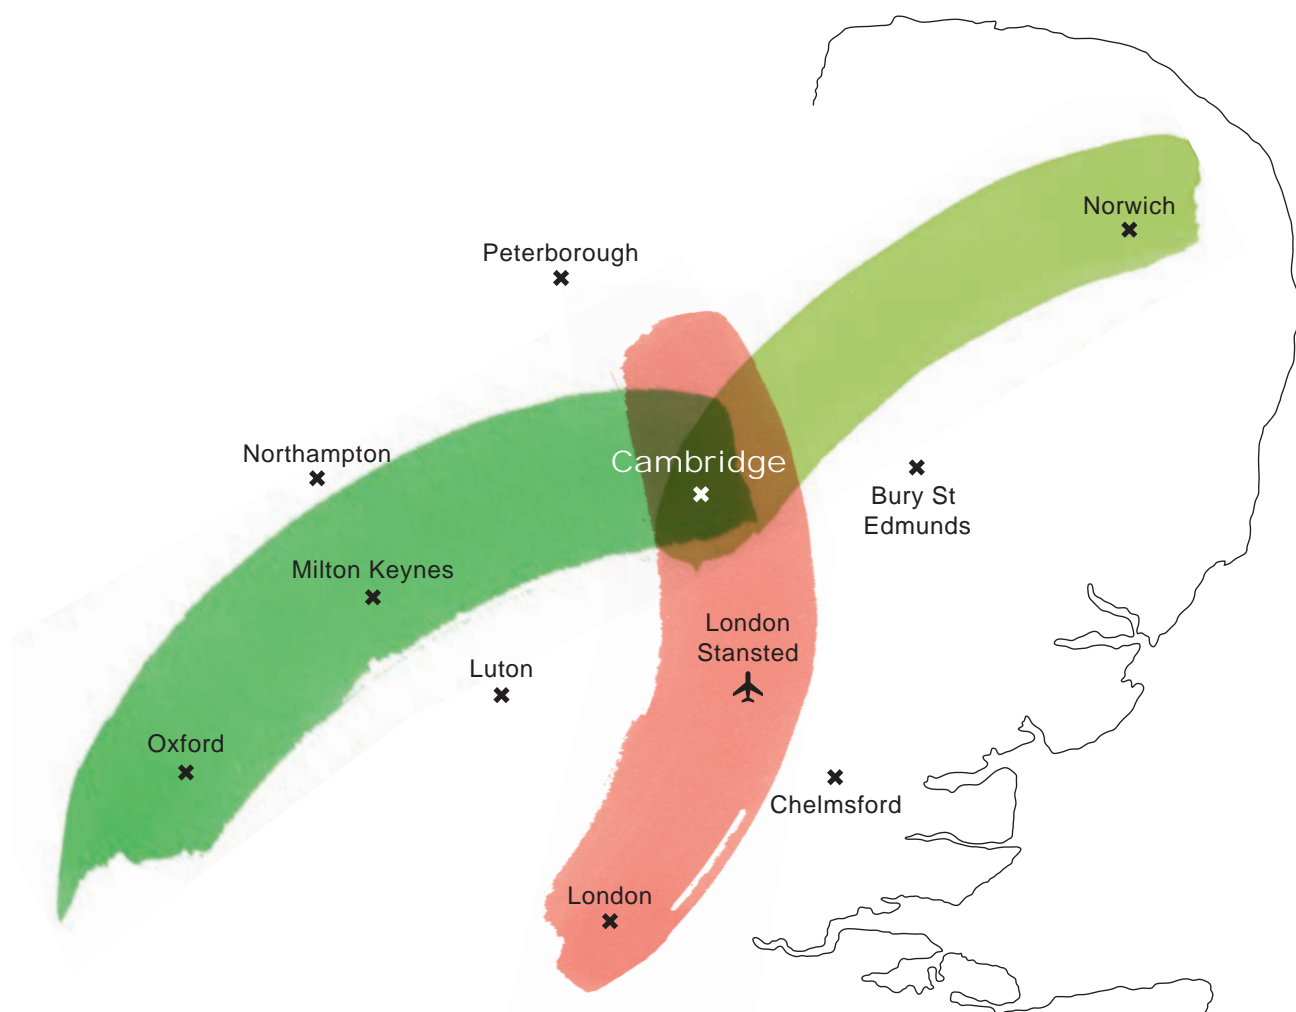 Norwich
Peterborough
Northampton
Cambridge
Bury St
Edmunds
Milton Keynes
London
Stansted
Luton
Oxford
Chelmsford
London